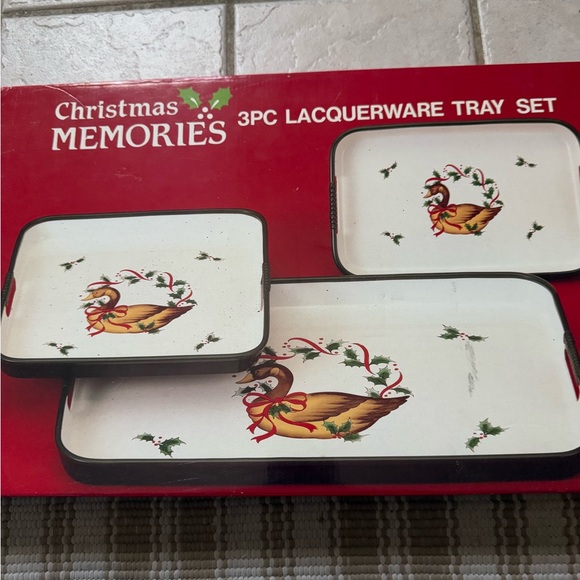 Christmas
MEMORIES
3PC LACQUERWARE TRAY SET